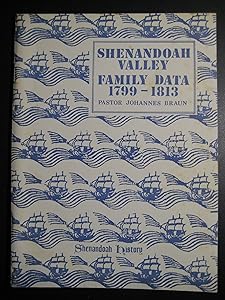 SHENANDOAH
VALLEY
FAMILY DATA
1799-1813
PASTOR JOHANNES BRAUN
Shenandoah History